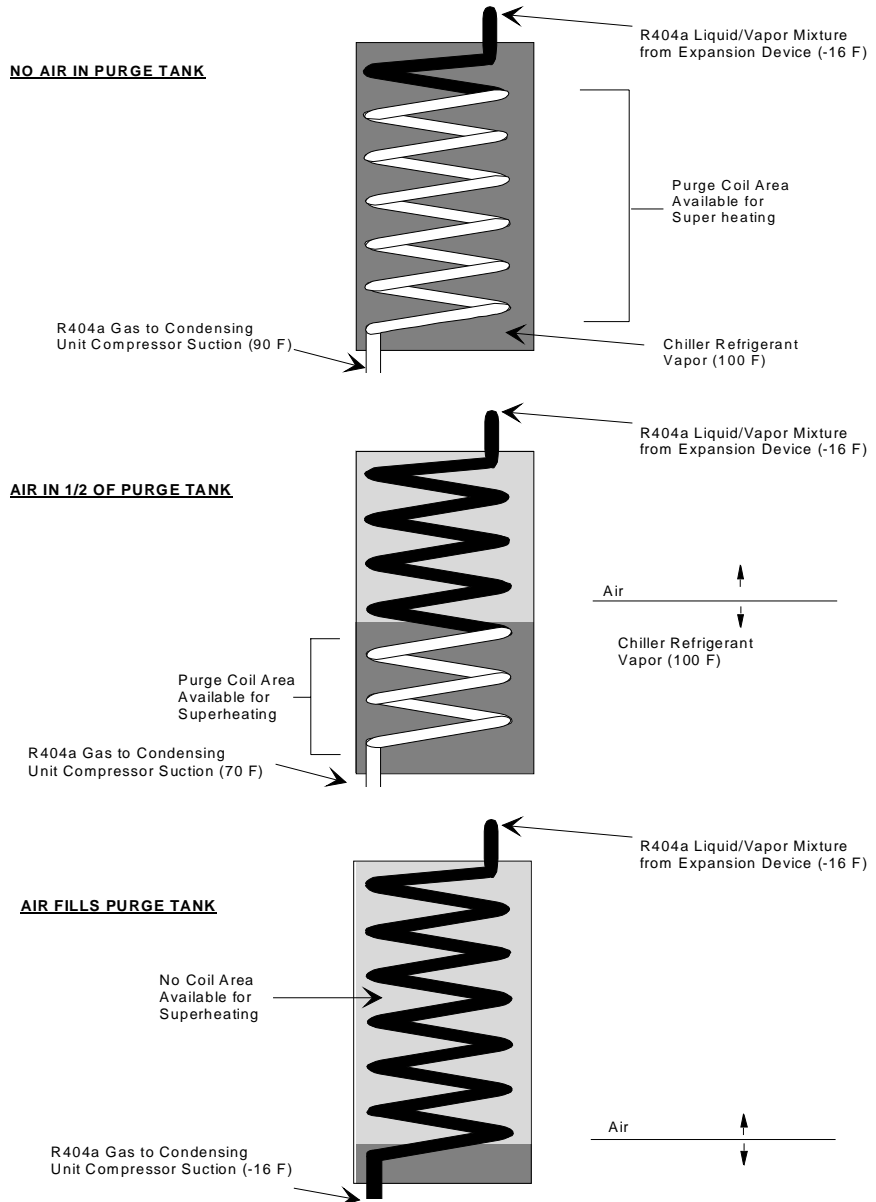 R404a Liquid/Vapor Mixture
from Expansion Device (-16 F)
NO AIR IN PURGE TANK
Purge Coil Area
Available for
Super heating
R404a Gas to Condensing
Unit Compressor Suction (90 F)
Chiller Refrigerant
Vapor (100 F)
R404a Liquid/Vapor Mixture
from Expansion Device (-16 F)
AIR IN 1/2 OF PURGE TANK
Air
Chiller Refrigerant
Vapor (100 F)
Purge Coil Area
Available for
Superheating
R404a Gas to Condensing
Unit Compressor Suction (70 F)
R404a Liquid/Vapor Mixture
from Expansion Device (-16 F)
AIR FILLS PURGE TANK
No Coil Area
Available for
Superheating
Air
R404a Gas to Condensing
Unit Compressor Suction (-16 F)